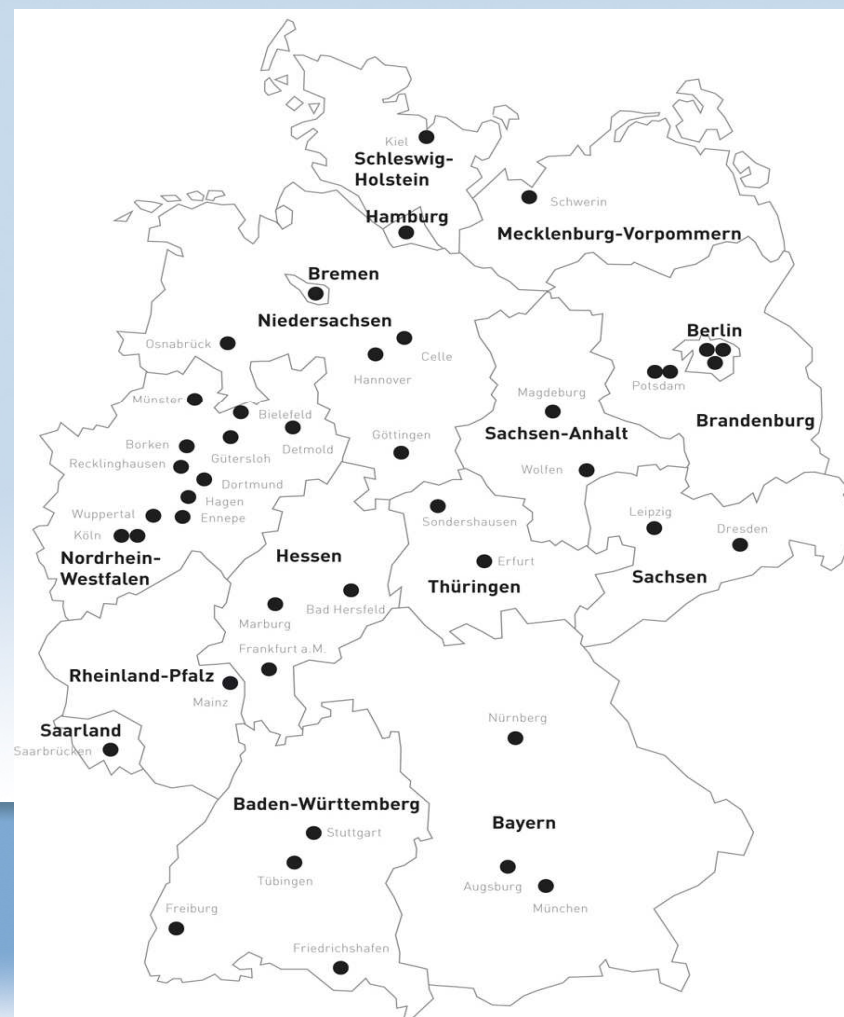 Kiel
Schleswig-
Holstein
Schwerin
Hamburg
Mecklenburg-Vorpommern
Bremen
Niedersachsen
Berlin
Osnabrück
Celle
Hannover
Potsdam
Magdeburg
Münster
Bielefeld
Brandenburg
Sachsen-Anhalt
Göttingen
Borken
Detmold
Gütersloh
Recklinghausen
Wolfen
Dortmund
Hagen
Leipzig
Wuppertal
Ennepe
Sondershausen
Dresden
Köln
Nordrhein-
Westfalen
Hessen
Erfurt
Thüringen
Sachsen
Bad Hersfeld
Marburg
Frankfurt a.M.
Rheinland-Pfalz
Mainz
Nürnberg
Saarland
Saarbrücken
Baden-Württemberg
Bayern
Stuttgart
Tübingen
Augsburg
München
Freiburg
Friedrichshafen